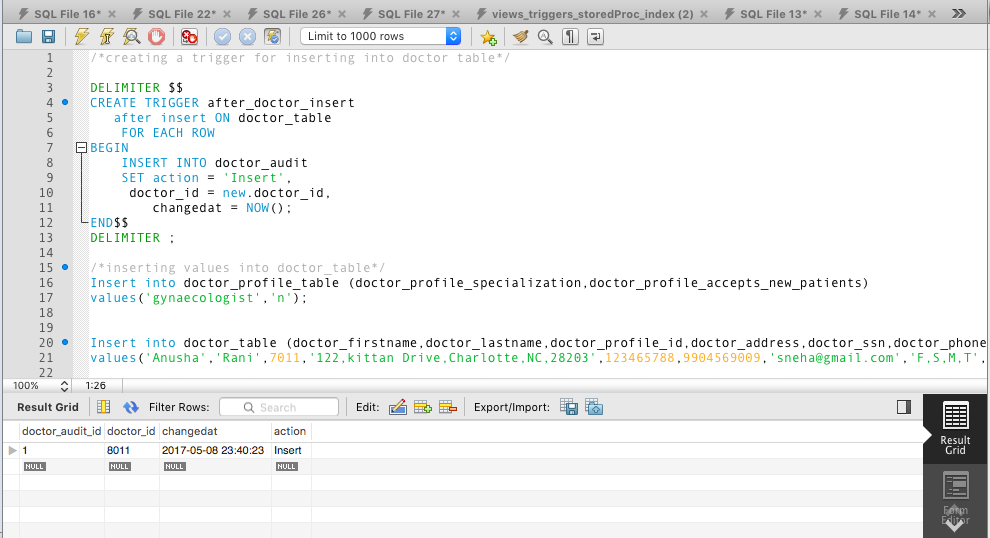 SQL File 16* SQL File 22* SQL File 26* SQL File 27* views_triggers_storedProc_index (2) SQL File 13* SQL File 14*
Limit to 1000 rows
1 /*creating a trigger for inserting into doctor table*/
2
3 DELIMITER $$
4 CREATE TRIGGER after_doctor_insert
5 after insert ON doctor_table
6 FOR EACH ROW
7 BEGIN
8 INSERT INTO doctor_audit
9 SET action = 'Insert',
10 doctor_id = new.doctor_id,
11 changedat = NOW();
12 END$$
13 DELIMITER ;
14
15 /*inserting values into doctor_table*/
16 Insert into doctor_profile_table (doctor_profile_specialization,doctor_profile_accepts_new_patients)
17 values('gynaecologist','n');
18
19
20 Insert into doctor_table (doctor_firstname,doctor_lastname,doctor_profile_id,doctor_address,doctor_ssn,doctor_phone
21 values('Anusha','Rani',7011,'122,kittan Drive,Charlotte,NC,28203',123465788,9904569009,'sneha@gmail.com','F,S,M,T',
22
100% 1:26
Result Grid Filter Rows: Search Edit: Export/Import:
doctor_audit_id doctor_id changedat action
1 8011 2017-05-08 23:40:23 Insert
NULL NULL NULL NULL
Result
Grid
Form
Editor